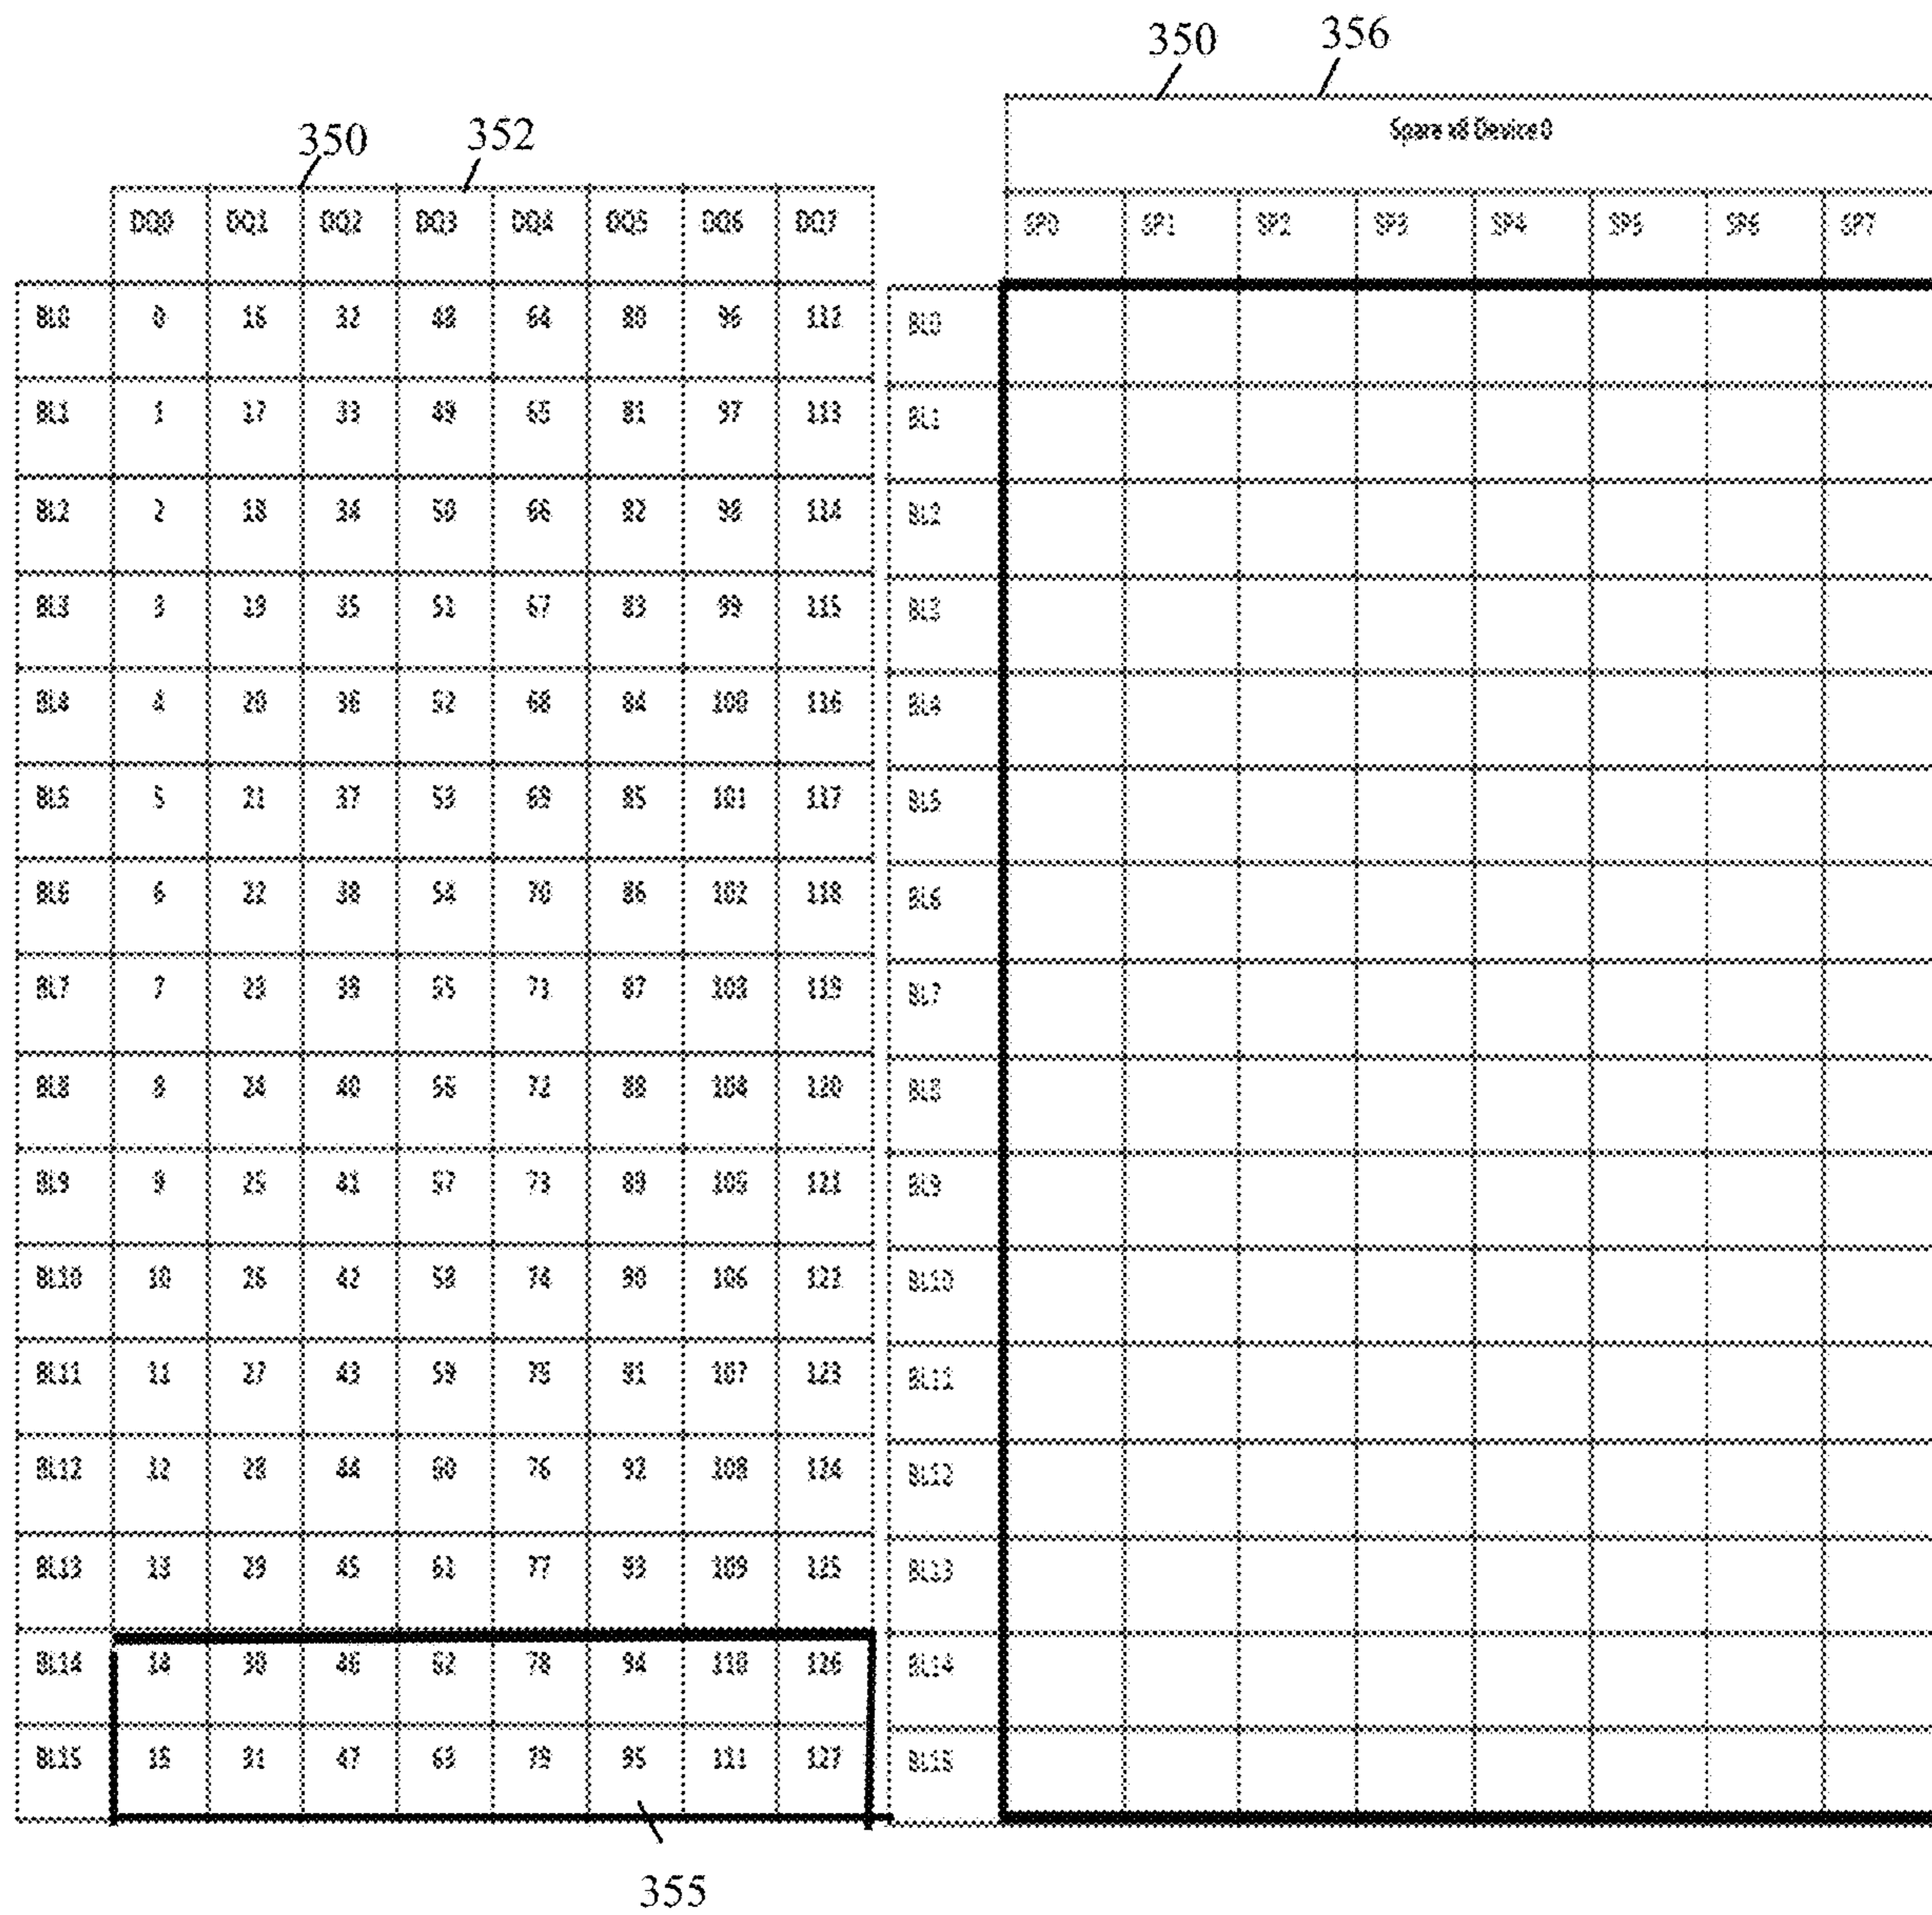 350 356
Spare x8 Device 0
350 352
DQ0 DQ1 DQ2 DQ3 DQ4 DQ5 DQ6 DQ7 SP0 SP1 SP2 SP3 SP4 SP5 SP6 SP7
BL0 0 16 32 48 64 80 96 112 BL0
BL1 1 17 33 49 65 81 97 113 BL1
BL2 2 18 34 50 66 82 98 114 BL2
BL3 3 19 35 51 67 83 99 115 BL3
BL4 4 20 36 52 68 84 100 116 BL4
BL5 5 21 37 53 69 85 101 117 BL5
BL6 6 22 38 54 70 86 102 118 BL6
BL7 7 23 39 55 71 87 103 119 BL7
BL8 8 24 40 56 72 88 104 120 BL8
BL9 9 25 41 57 73 89 105 121 BL9
BL10 10 26 42 58 74 90 106 122 BL10
BL11 11 27 43 59 75 91 107 123 BL11
BL12 12 28 44 60 76 92 108 124 BL12
BL13 13 29 45 61 77 93 109 125 BL13
BL14 14 30 46 62 78 94 110 126 BL14
BL15 15 31 47 63 79 95 111 127 BL15
355